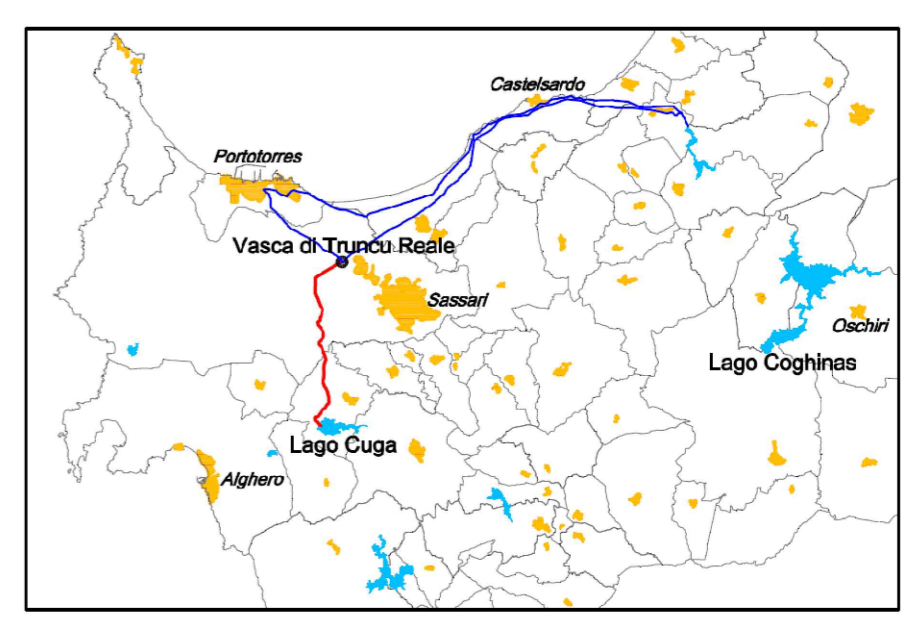 Castelsardo
Portotorres
Vasca di Truncu Reale
Sassari
Oschiri
Lago Coghinas
Lago Cuga
Alghero